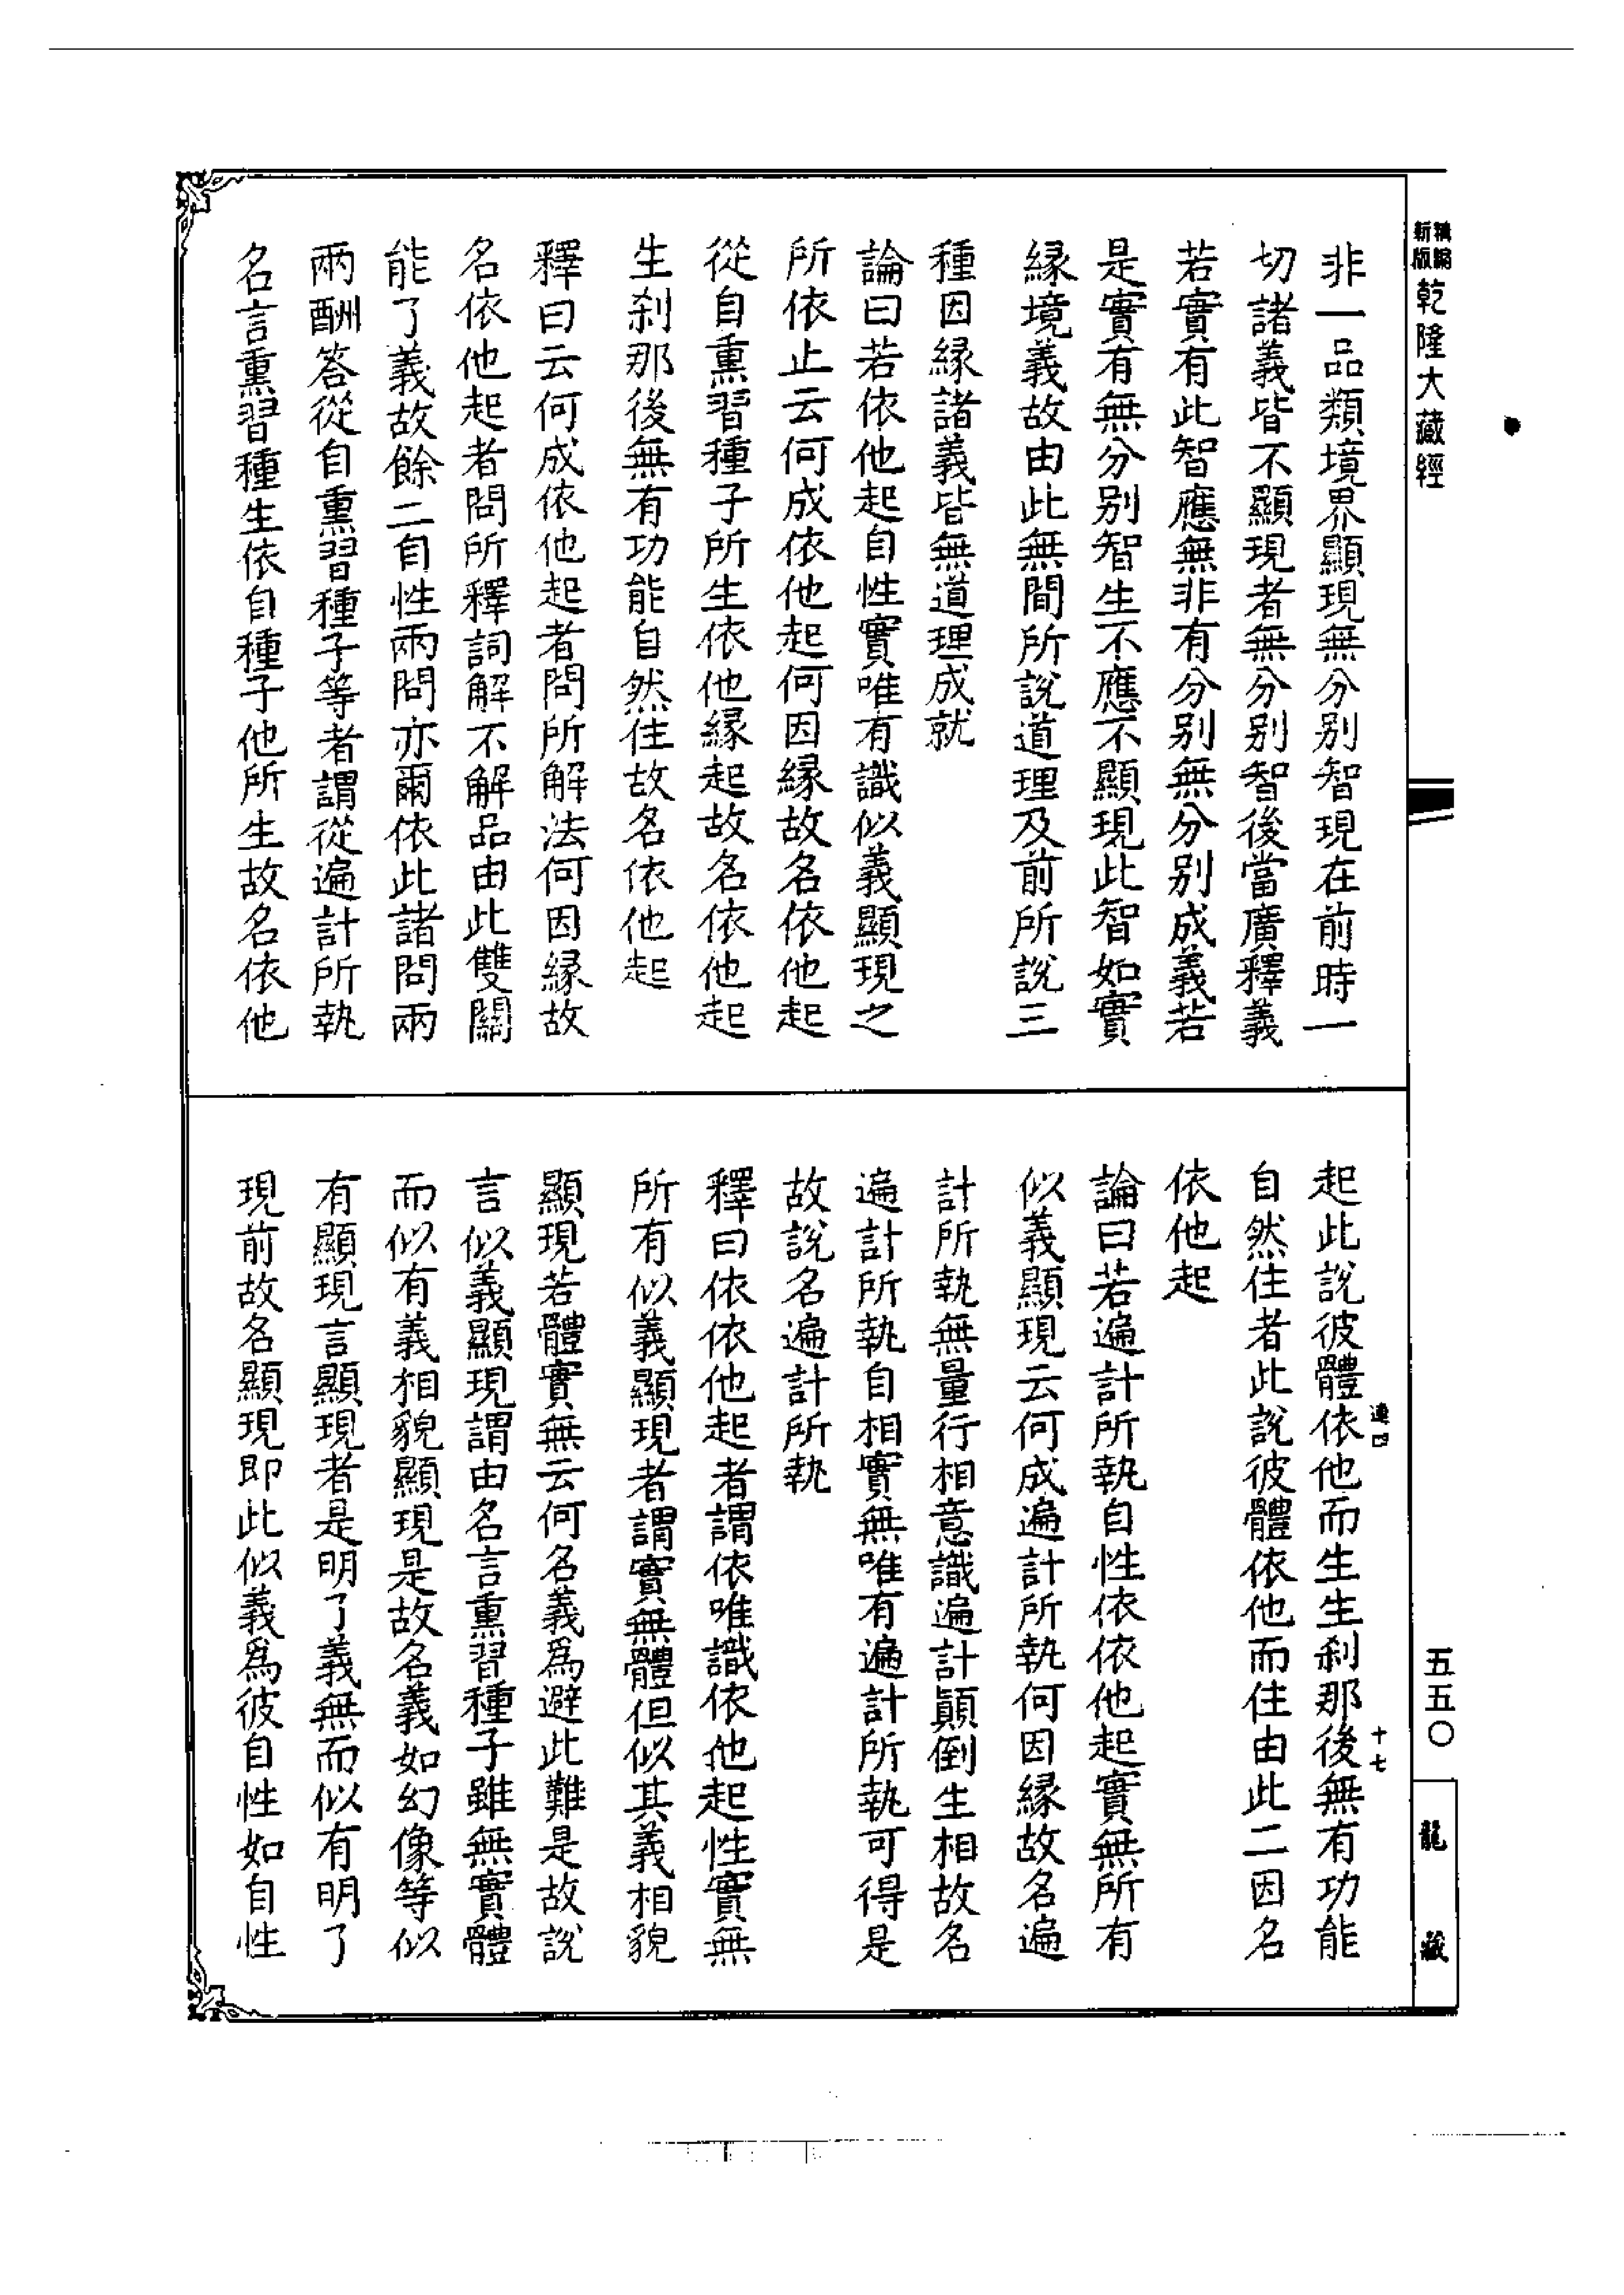 新版 精編 乾隆大藏經
非一品類境界顯現無分别智現在前時一
切諸義皆不顯現者無分别智後當廣釋義
若實有此智應無非有分别無分别成義若
是實有無分别智生不應不顯現此智如實
緣境義故由此無間所說道理及前所說三
種因緣諸義皆無道理成就
論曰若依他起自性實唯有識似義顯現之
所依止云何成依他起何因緣故名依他起
從自熏習種子所生依他緣起故名依他起
生刹那後無有功能自然住故名依他起
釋曰云何成依他起者問所解法何因緣故
名依他起者問所釋詞解不解品由此雙關
能了義故餘二自性兩問亦爾依此諸問兩
兩酬答從自熏習種子等者謂從遍計所執
名言熏習種生依自種子他所生故名依他
起此說彼體依他而生生刹那後無有功能
自然住者此說彼體依他而住由此二因名
依他起
論曰若遍計所執自性依依他起實無所有
似義顯現云何成遍計所執何因緣故名遍
計所執無量行相意識遍計顛倒生相故名
遍計所執自相實無唯有遍計所執可得是
故說名遍計所執
釋曰依依他起者謂依唯識依他起性實無
所有似義顯現者謂實無體但似其義相貌
顯現若體實無云何名義爲避此難是故說
言似義顯現謂由名言熏習種子雖無實體
而似有義相貌顯現是故名義如幻像等似
有顯現言顯現者是明了義無而似有明了
現前故名顯現即此似義爲彼自性如自性
十七
五五〇
龍藏